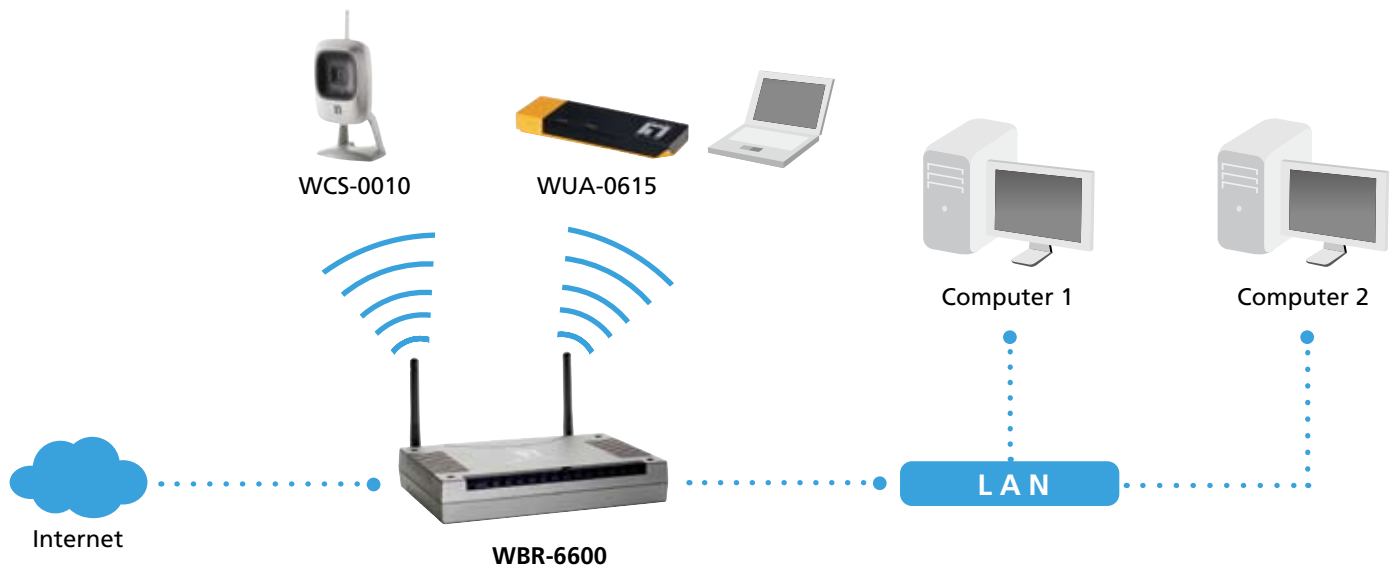 WCS-0010
WUA-0615
Computer 1
Computer 2
LAN
Internet
WBR-6600